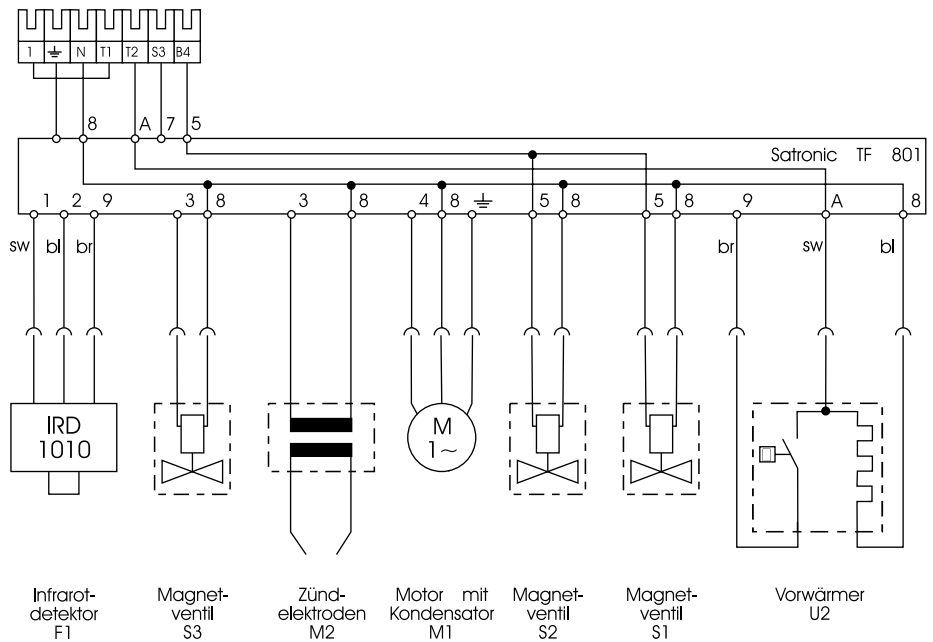 1 ⏚ N T1 T2 S3 B4
8 A 7 5
Satronic TF 801
1 2 9 3 8 3 8 4 8 ⏚ 5 8 5 8 9 A 8
sw bl br br sw bl
IRD
1010
M
1~
Infrarot-
detektor
F1
Magnet-
ventil
S3
Zünd-
elektroden
M2
Motor mit
Kondensator
M1
Magnet-
ventil
S2
Magnet-
ventil
S1
Vorwärmer
U2